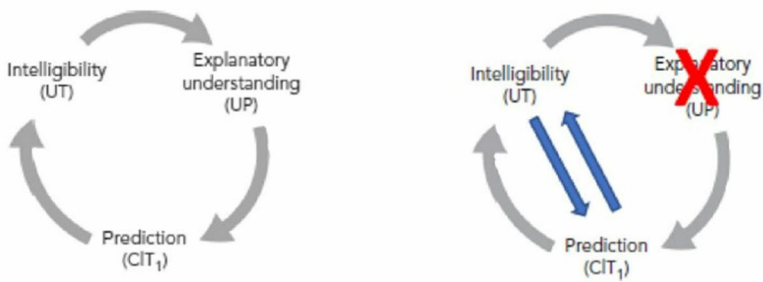 Intelligibility
(UT)
Explanatory
understanding
(UP)
Prediction
(CIT₁)
Intelligibility
(UT)
Explanatory
understanding
(UP)
Prediction
(CIT₁)